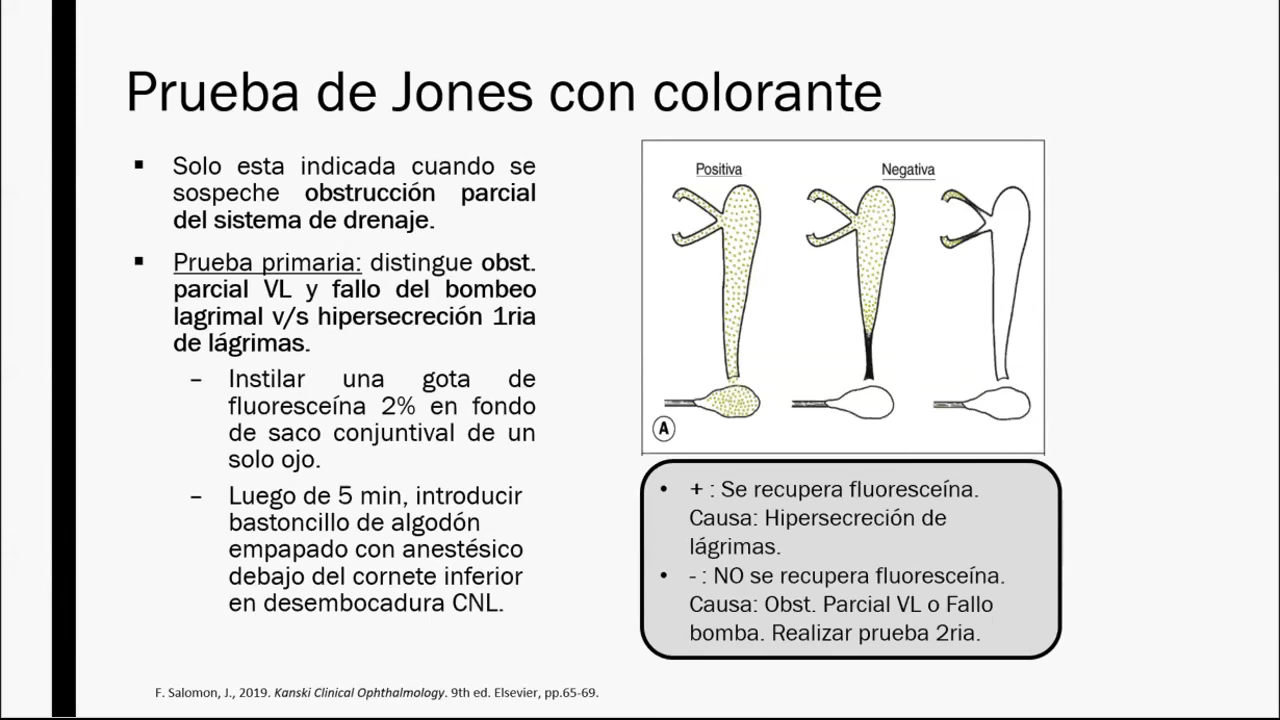 Prueba de Jones con colorante
▪ Solo esta indicada cuando se
sospeche obstrucción parcial
del sistema de drenaje.
▪ Prueba primaria: distingue obst.
parcial VL y fallo del bombeo
lagrimal v/s hipersecreción 1ria
de lágrimas.
– Instilar una gota de
fluoresceína 2% en fondo
de saco conjuntival de un
solo ojo.
– Luego de 5 min, introducir
bastoncillo de algodón
empapado con anestésico
debajo del cornete inferior
en desembocadura CNL.
Positiva
Negativa
A
• + : Se recupera fluoresceína.
Causa: Hipersecreción de
lágrimas.
• - : NO se recupera fluoresceína.
Causa: Obst. Parcial VL o Fallo
bomba. Realizar prueba 2ria.
F. Salomon, J., 2019. Kanski Clinical Ophthalmology. 9th ed. Elsevier, pp.65-69.